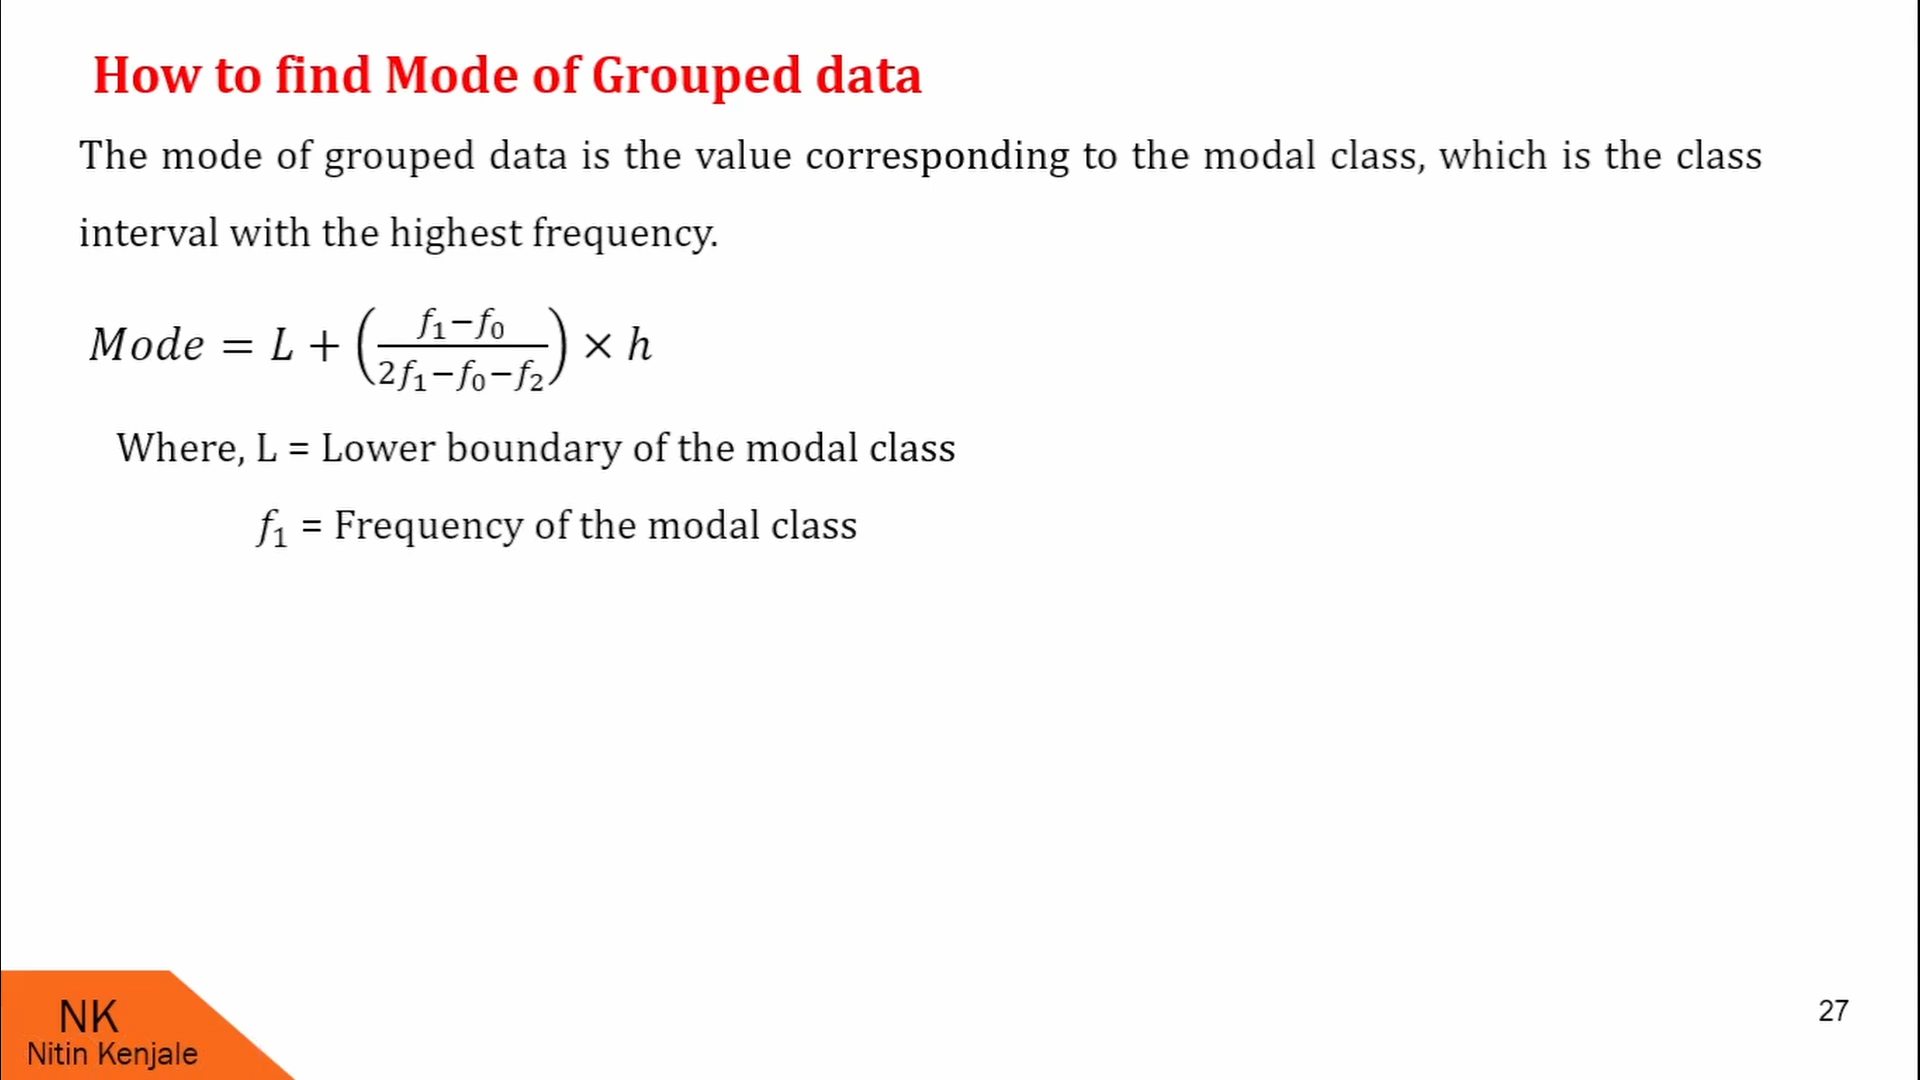 How to find Mode of Grouped data
The mode of grouped data is the value corresponding to the modal class, which is the class
interval with the highest frequency.
Mode = L + (f₁−f₀ / 2f₁−f₀−f₂) × h
Where, L = Lower boundary of the modal class
f₁ = Frequency of the modal class
NK
Nitin Kenjale
27